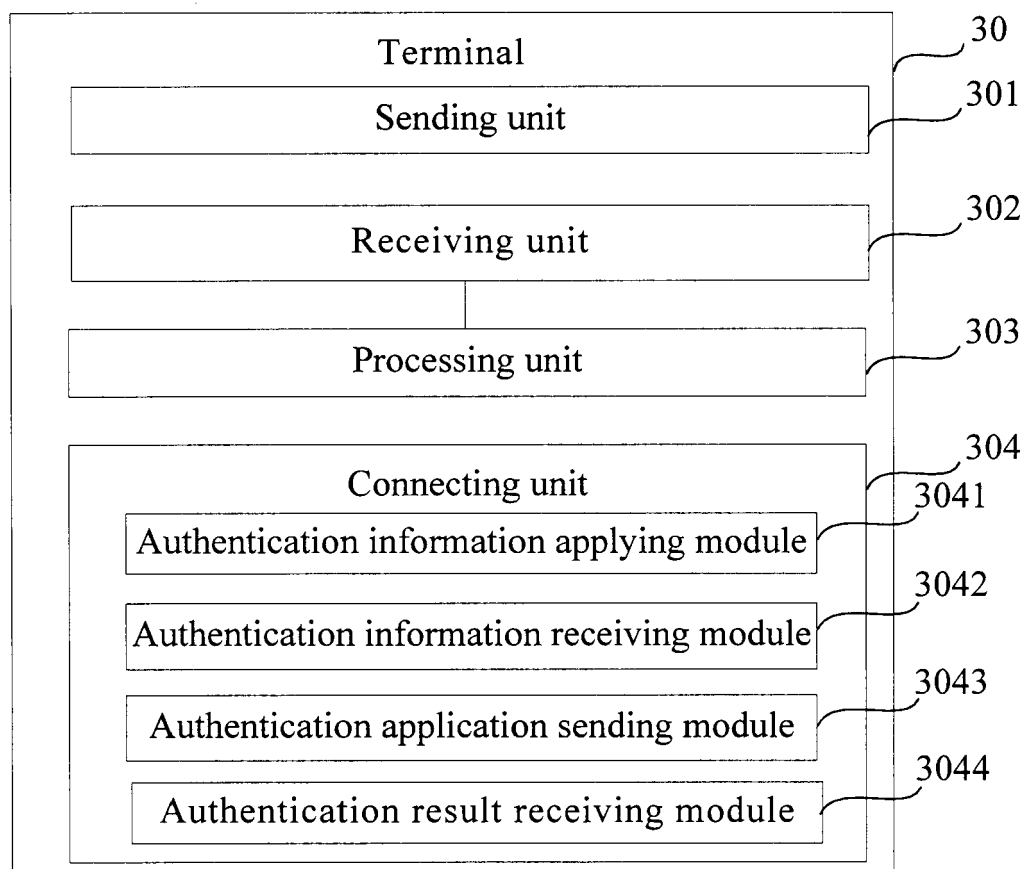 30
Terminal
301
Sending unit
302
Receiving unit
303
Processing unit
304
Connecting unit
3041
Authentication information applying module
3042
Authentication information receiving module
3043
Authentication application sending module
3044
Authentication result receiving module